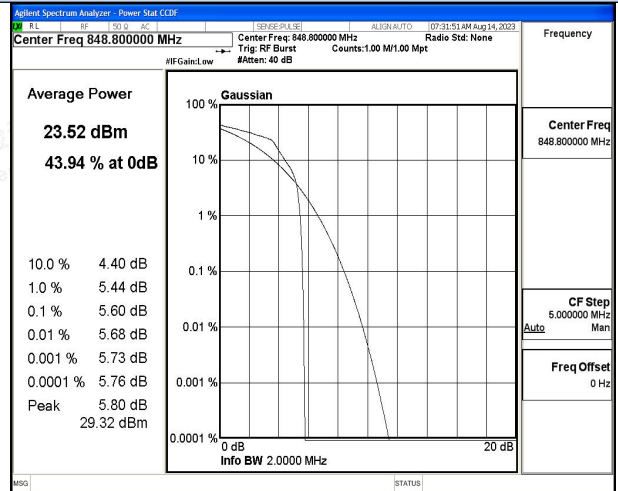 Agilent Spectrum Analyzer - Power Stat CCDF
RL RF 50 Ω AC SENSE:PULSE ALIGN AUTO 07:31:51 AM Aug 14, 2023
Center Freq 848.800000 MHz
Center Freq: 848.800000 MHz Radio Std: None
Trig: RF Burst Counts:1.00 M/1.00 Mpt
#IFGain:Low #Atten: 40 dB
Frequency
Average Power
23.52 dBm
43.94 % at 0dB
10.0 % 4.40 dB
1.0 % 5.44 dB
0.1 % 5.60 dB
0.01 % 5.68 dB
0.001 % 5.73 dB
0.0001 % 5.76 dB
Peak 5.80 dB
29.32 dBm
Gaussian
100 %
10 %
1 %
0.1 %
0.01 %
0.001 %
0.0001 %
0 dB 20 dB
Info BW 2.0000 MHz
Center Freq
848.800000 MHz
CF Step
5.000000 MHz
Auto Man
Freq Offset
0 Hz
MSG STATUS